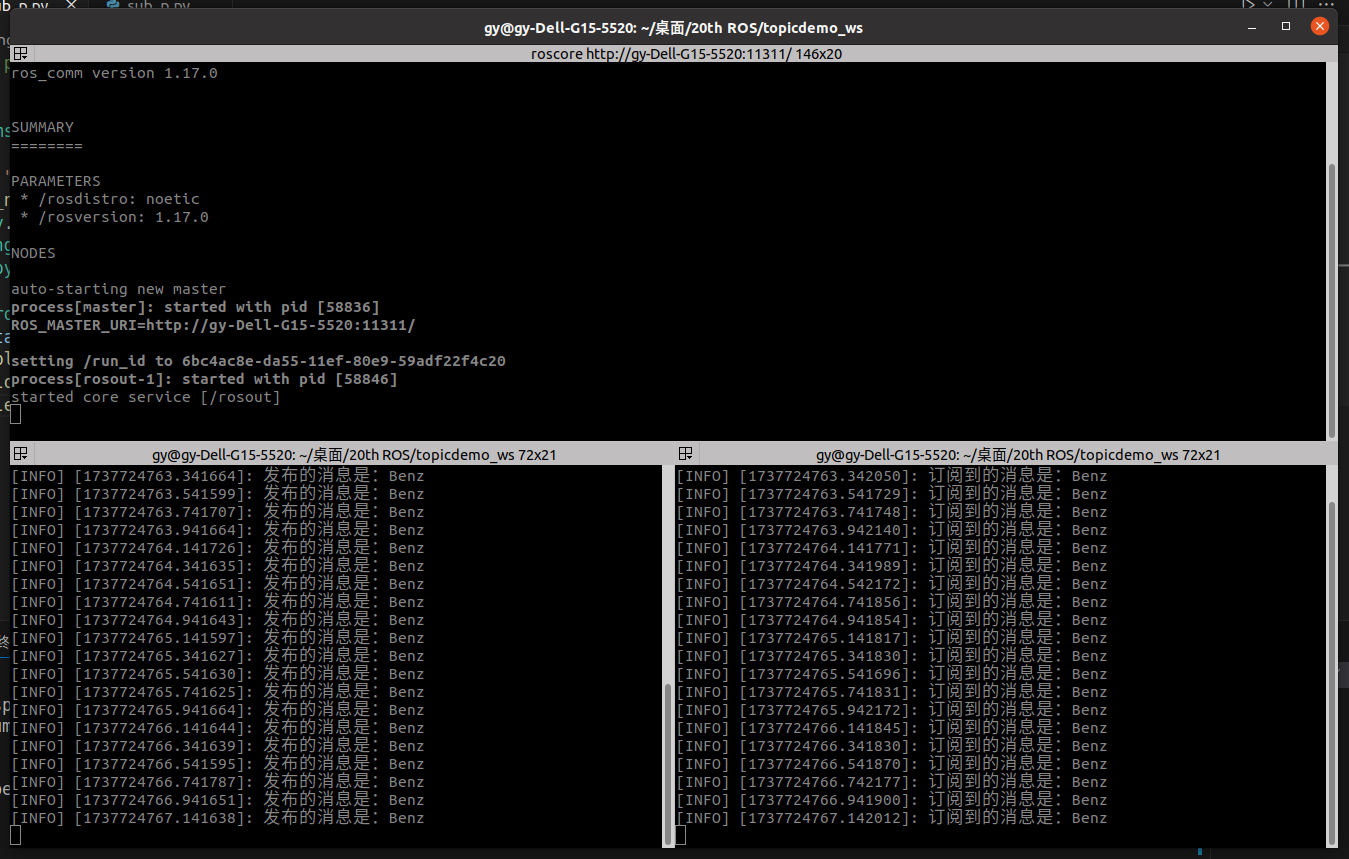 sub_p.py
gy@gy-Dell-G15-5520: ~/桌面/20th ROS/topicdemo_ws
roscore http://gy-Dell-G15-5520:11311/ 146x20
ros_comm version 1.17.0
SUMMARY
========
PARAMETERS
* /rosdistro: noetic
* /rosversion: 1.17.0
NODES
auto-starting new master
process[master]: started with pid [58836]
ROS_MASTER_URI=http://gy-Dell-G15-5520:11311/
setting /run_id to 6bc4ac8e-da55-11ef-80e9-59adf22f4c20
process[rosout-1]: started with pid [58846]
started core service [/rosout]
gy@gy-Dell-G15-5520: ~/桌面/20th ROS/topicdemo_ws 72x21
[INFO] [1737724763.341664]: 发布的消息是: Benz
[INFO] [1737724763.541599]: 发布的消息是: Benz
[INFO] [1737724763.741707]: 发布的消息是: Benz
[INFO] [1737724763.941664]: 发布的消息是: Benz
[INFO] [1737724764.141726]: 发布的消息是: Benz
[INFO] [1737724764.341635]: 发布的消息是: Benz
[INFO] [1737724764.541651]: 发布的消息是: Benz
[INFO] [1737724764.741611]: 发布的消息是: Benz
[INFO] [1737724764.941643]: 发布的消息是: Benz
[INFO] [1737724765.141597]: 发布的消息是: Benz
[INFO] [1737724765.341627]: 发布的消息是: Benz
[INFO] [1737724765.541630]: 发布的消息是: Benz
[INFO] [1737724765.741625]: 发布的消息是: Benz
[INFO] [1737724765.941664]: 发布的消息是: Benz
[INFO] [1737724766.141644]: 发布的消息是: Benz
[INFO] [1737724766.341639]: 发布的消息是: Benz
[INFO] [1737724766.541595]: 发布的消息是: Benz
[INFO] [1737724766.741787]: 发布的消息是: Benz
[INFO] [1737724766.941651]: 发布的消息是: Benz
[INFO] [1737724767.141638]: 发布的消息是: Benz
gy@gy-Dell-G15-5520: ~/桌面/20th ROS/topicdemo_ws 72x21
[INFO] [1737724763.342050]: 订阅到的消息是: Benz
[INFO] [1737724763.541729]: 订阅到的消息是: Benz
[INFO] [1737724763.741748]: 订阅到的消息是: Benz
[INFO] [1737724763.942140]: 订阅到的消息是: Benz
[INFO] [1737724764.141771]: 订阅到的消息是: Benz
[INFO] [1737724764.341989]: 订阅到的消息是: Benz
[INFO] [1737724764.542172]: 订阅到的消息是: Benz
[INFO] [1737724764.741856]: 订阅到的消息是: Benz
[INFO] [1737724764.941854]: 订阅到的消息是: Benz
[INFO] [1737724765.141817]: 订阅到的消息是: Benz
[INFO] [1737724765.341830]: 订阅到的消息是: Benz
[INFO] [1737724765.541696]: 订阅到的消息是: Benz
[INFO] [1737724765.741831]: 订阅到的消息是: Benz
[INFO] [1737724765.942172]: 订阅到的消息是: Benz
[INFO] [1737724766.141845]: 订阅到的消息是: Benz
[INFO] [1737724766.341830]: 订阅到的消息是: Benz
[INFO] [1737724766.541870]: 订阅到的消息是: Benz
[INFO] [1737724766.742177]: 订阅到的消息是: Benz
[INFO] [1737724766.941900]: 订阅到的消息是: Benz
[INFO] [1737724767.142012]: 订阅到的消息是: Benz